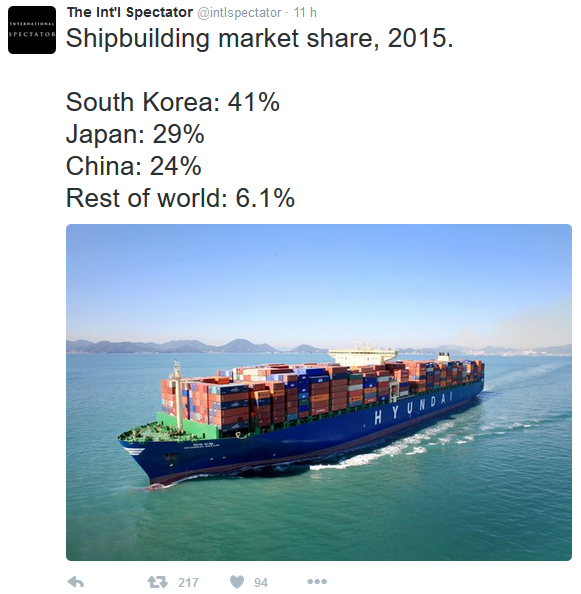 INTERNATIONAL
SPECTATOR
The Int'l Spectator @intlspectator · 11 h
Shipbuilding market share, 2015.
South Korea: 41%
Japan: 29%
China: 24%
Rest of world: 6.1%
HYUNDAI
217 94